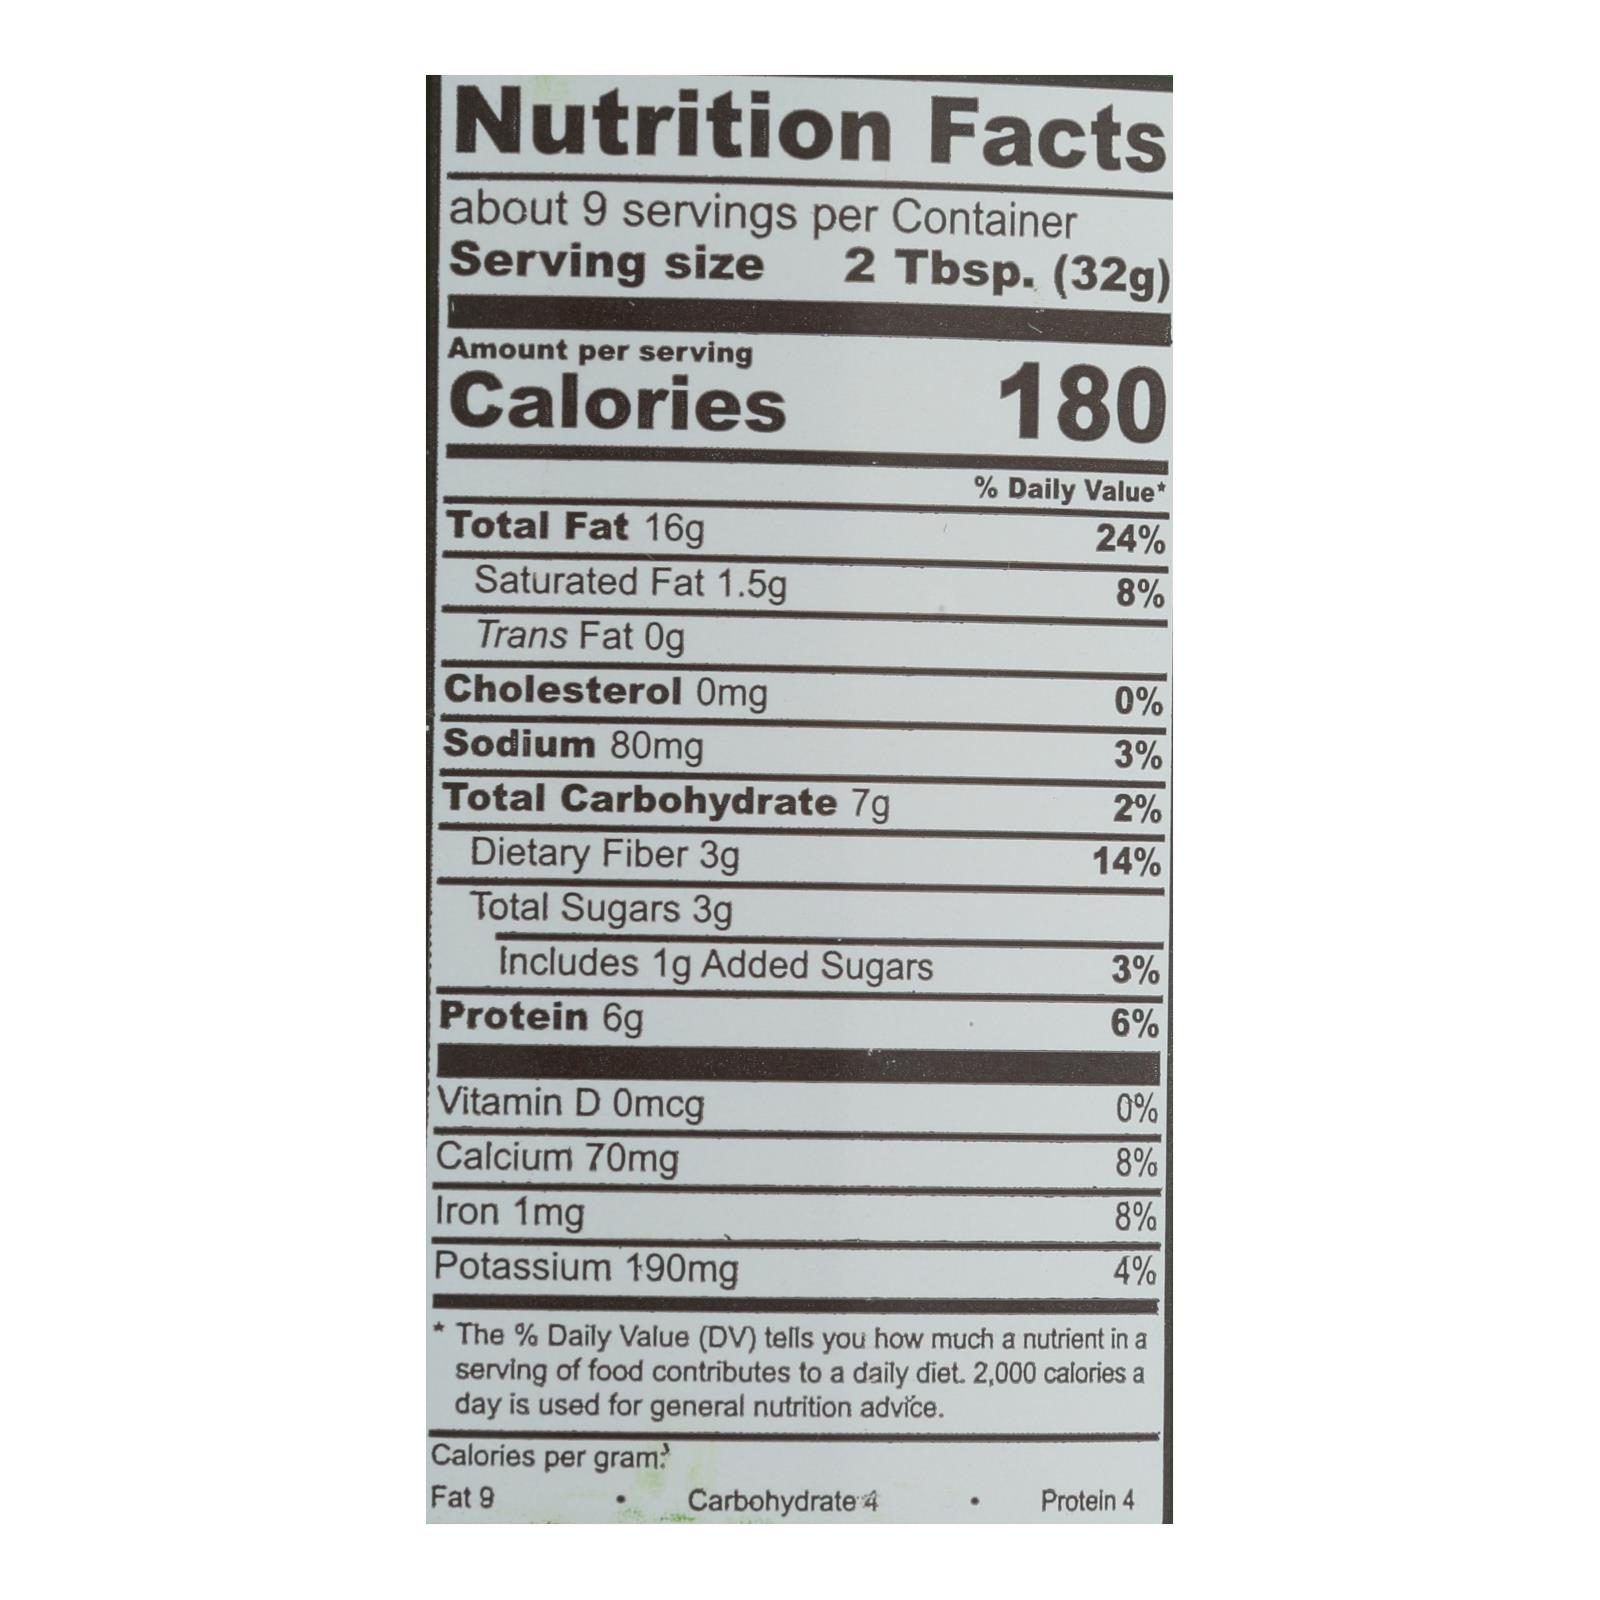 Nutrition Facts
about 9 servings per Container
Serving size 2 Tbsp. (32g)
Amount per serving
Calories 180
% Daily Value*
Total Fat 16g 24%
Saturated Fat 1.5g 8%
Trans Fat 0g
Cholesterol 0mg 0%
Sodium 80mg 3%
Total Carbohydrate 7g 2%
Dietary Fiber 3g 14%
Total Sugars 3g
Includes 1g Added Sugars 3%
Protein 6g 6%
Vitamin D 0mcg 0%
Calcium 70mg 8%
Iron 1mg 8%
Potassium 190mg 4%
* The % Daily Value (DV) tells you how much a nutrient in a
serving of food contributes to a daily diet. 2,000 calories a
day is used for general nutrition advice.
Calories per gram:
Fat 9 • Carbohydrate 4 • Protein 4